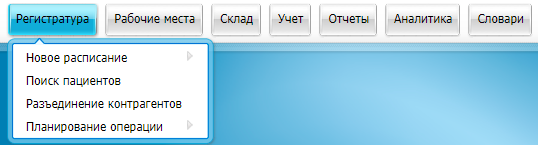 Регистратура Рабочие места Склад Учет Отчеты Аналитика Словари
Новое расписание
Поиск пациентов
Разъединение контрагентов
Планирование операции